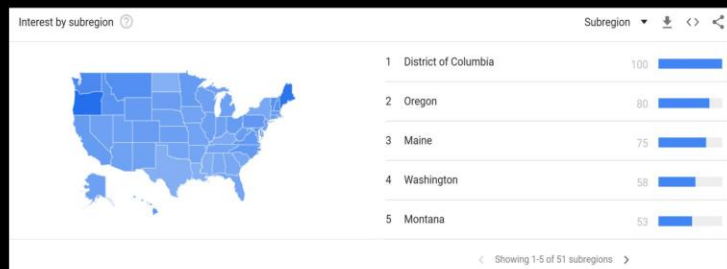 Interest by subregion
Subregion
1 District of Columbia 100
2 Oregon 80
3 Maine 75
4 Washington 58
5 Montana 53
Showing 1-5 of 51 subregions